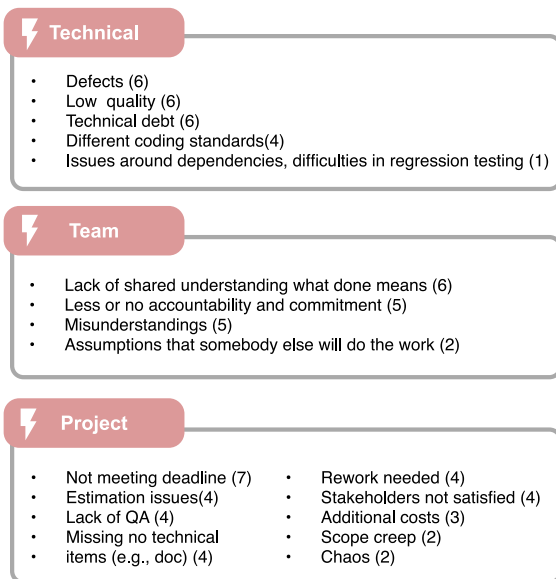 Technical
• Defects (6)
• Low quality (6)
• Technical debt (6)
• Different coding standards(4)
• Issues around dependencies, difficulties in regression testing (1)
Team
• Lack of shared understanding what done means (6)
• Less or no accountability and commitment (5)
• Misunderstandings (5)
• Assumptions that somebody else will do the work (2)
Project
• Not meeting deadline (7)
• Estimation issues(4)
• Lack of QA (4)
• Missing no technical
• items (e.g., doc) (4)
• Rework needed (4)
• Stakeholders not satisfied (4)
• Additional costs (3)
• Scope creep (2)
• Chaos (2)